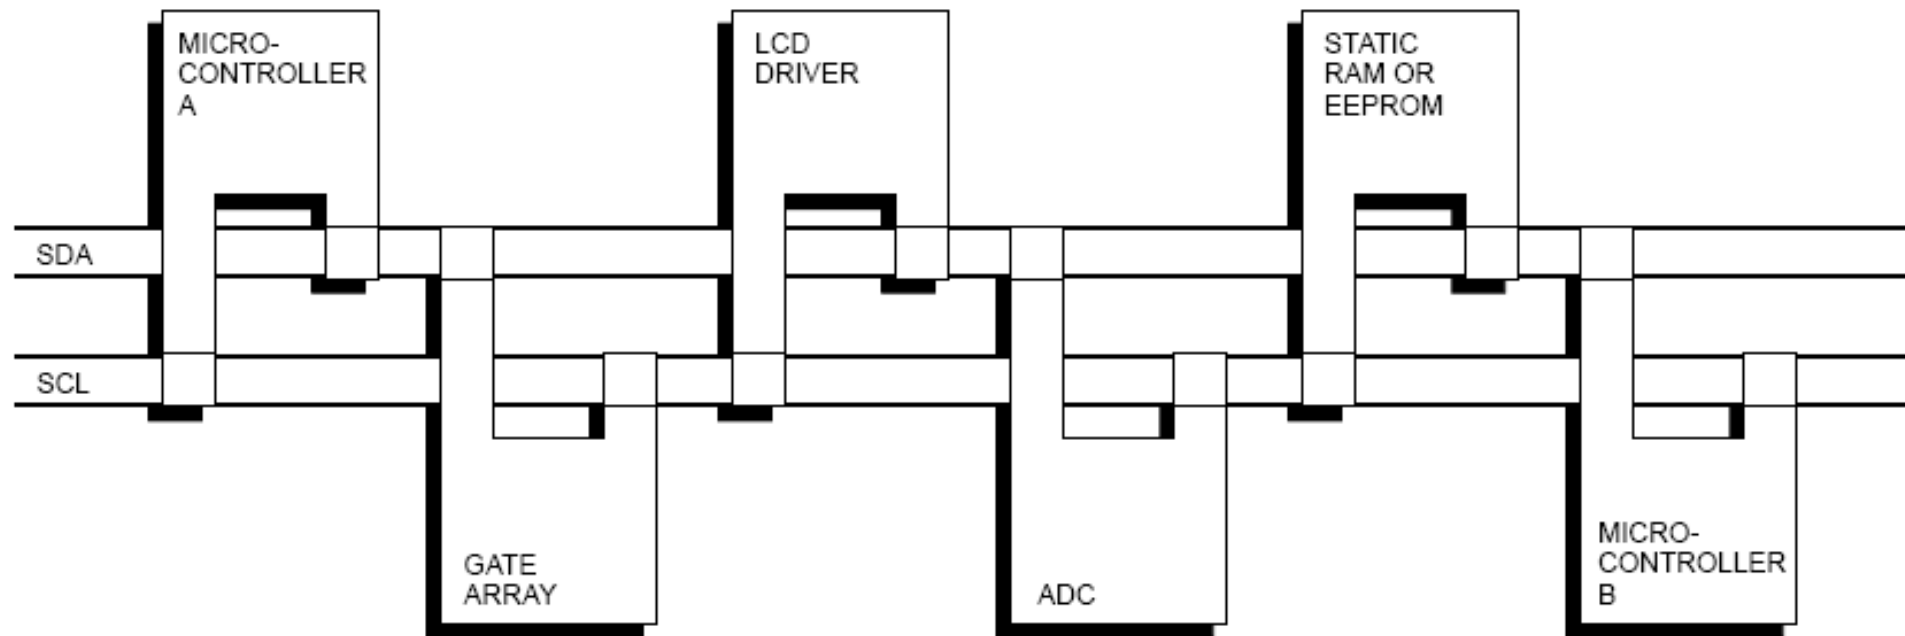 MICRO-
CONTROLLER
A
LCD
DRIVER
STATIC
RAM OR
EEPROM
SDA
SCL
GATE
ARRAY
ADC
MICRO-
CONTROLLER
B